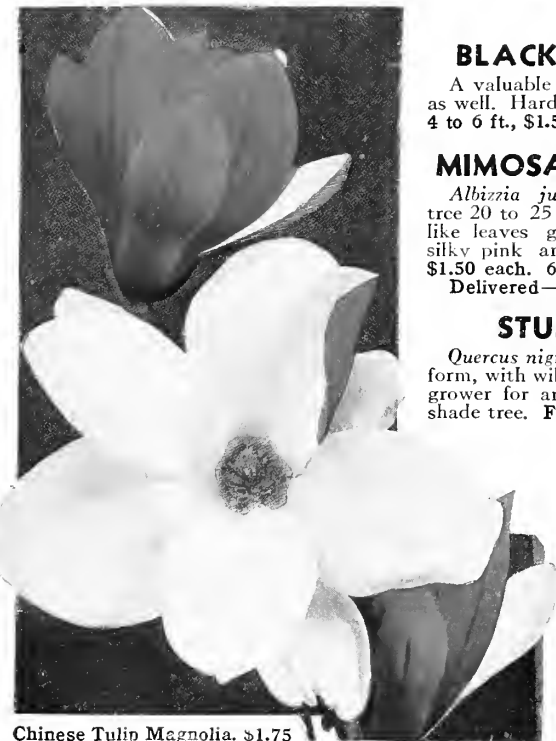 BLACK
A valuable
as well. Hard
4 to 6 ft., $1.5
MIMOSA
Albizzia ju
tree 20 to 25
like leaves g
silky pink an
$1.50 each. 6
Delivered—
STU
Quercus nig
form, with wil
grower for an
shade tree. F
Chinese Tulip Magnolia. $1.75